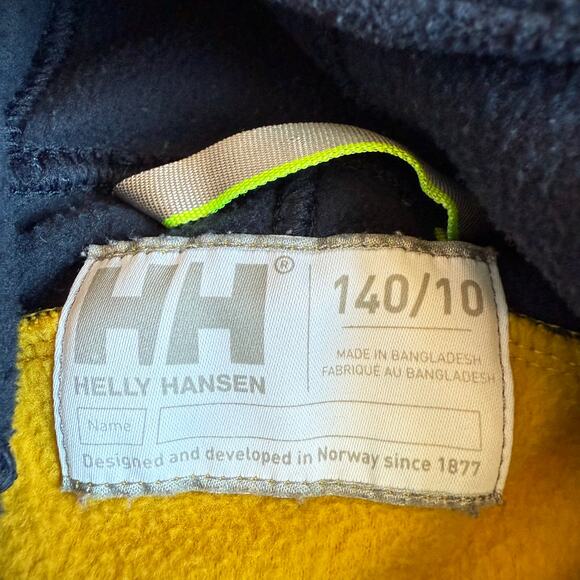 HH®
140/10
HELLY HANSEN
MADE IN BANGLADESH
FABRIQUÉ AU BANGLADESH
Name
Designed and developed in Norway since 1877